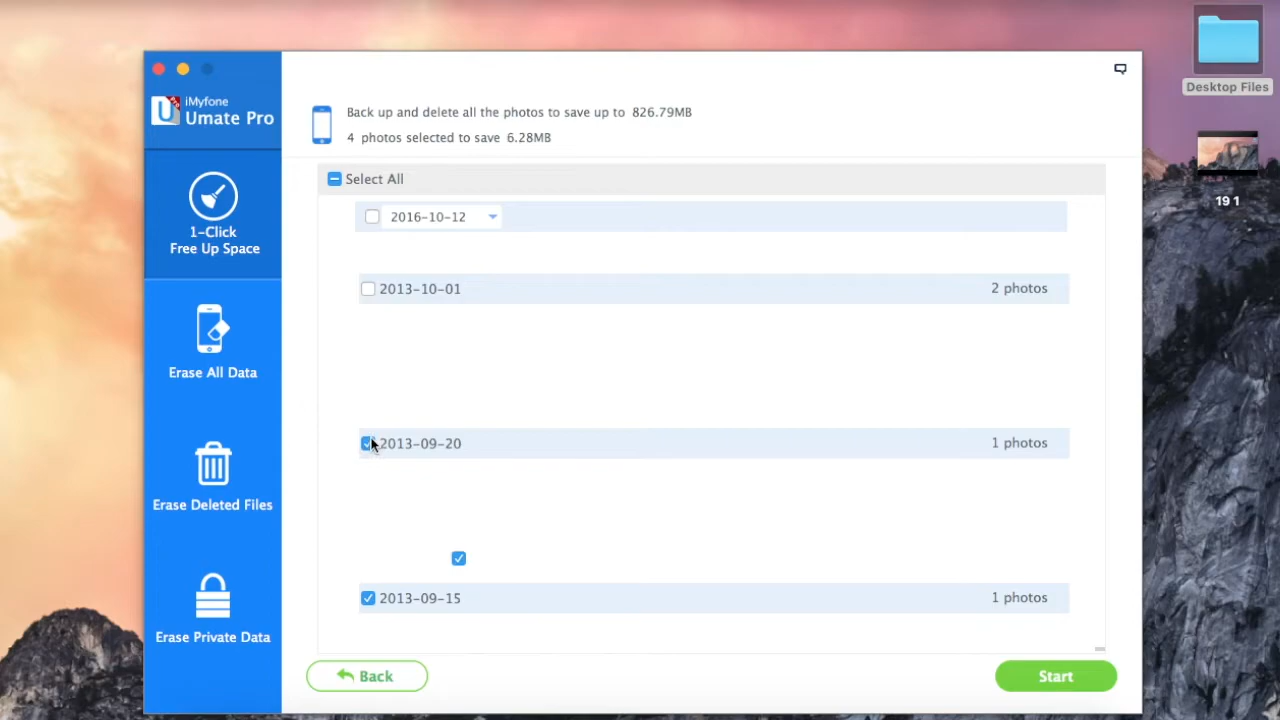 iMyfone
Umate Pro
Back up and delete all the photos to save up to 826.79MB
4 photos selected to save 6.28MB
Select All
2016-10-12
2013-10-01 2 photos
2013-09-20 1 photos
2013-09-15 1 photos
Back
Start
1-Click
Free Up Space
Erase All Data
Erase Deleted Files
Erase Private Data
Desktop Files
19 1